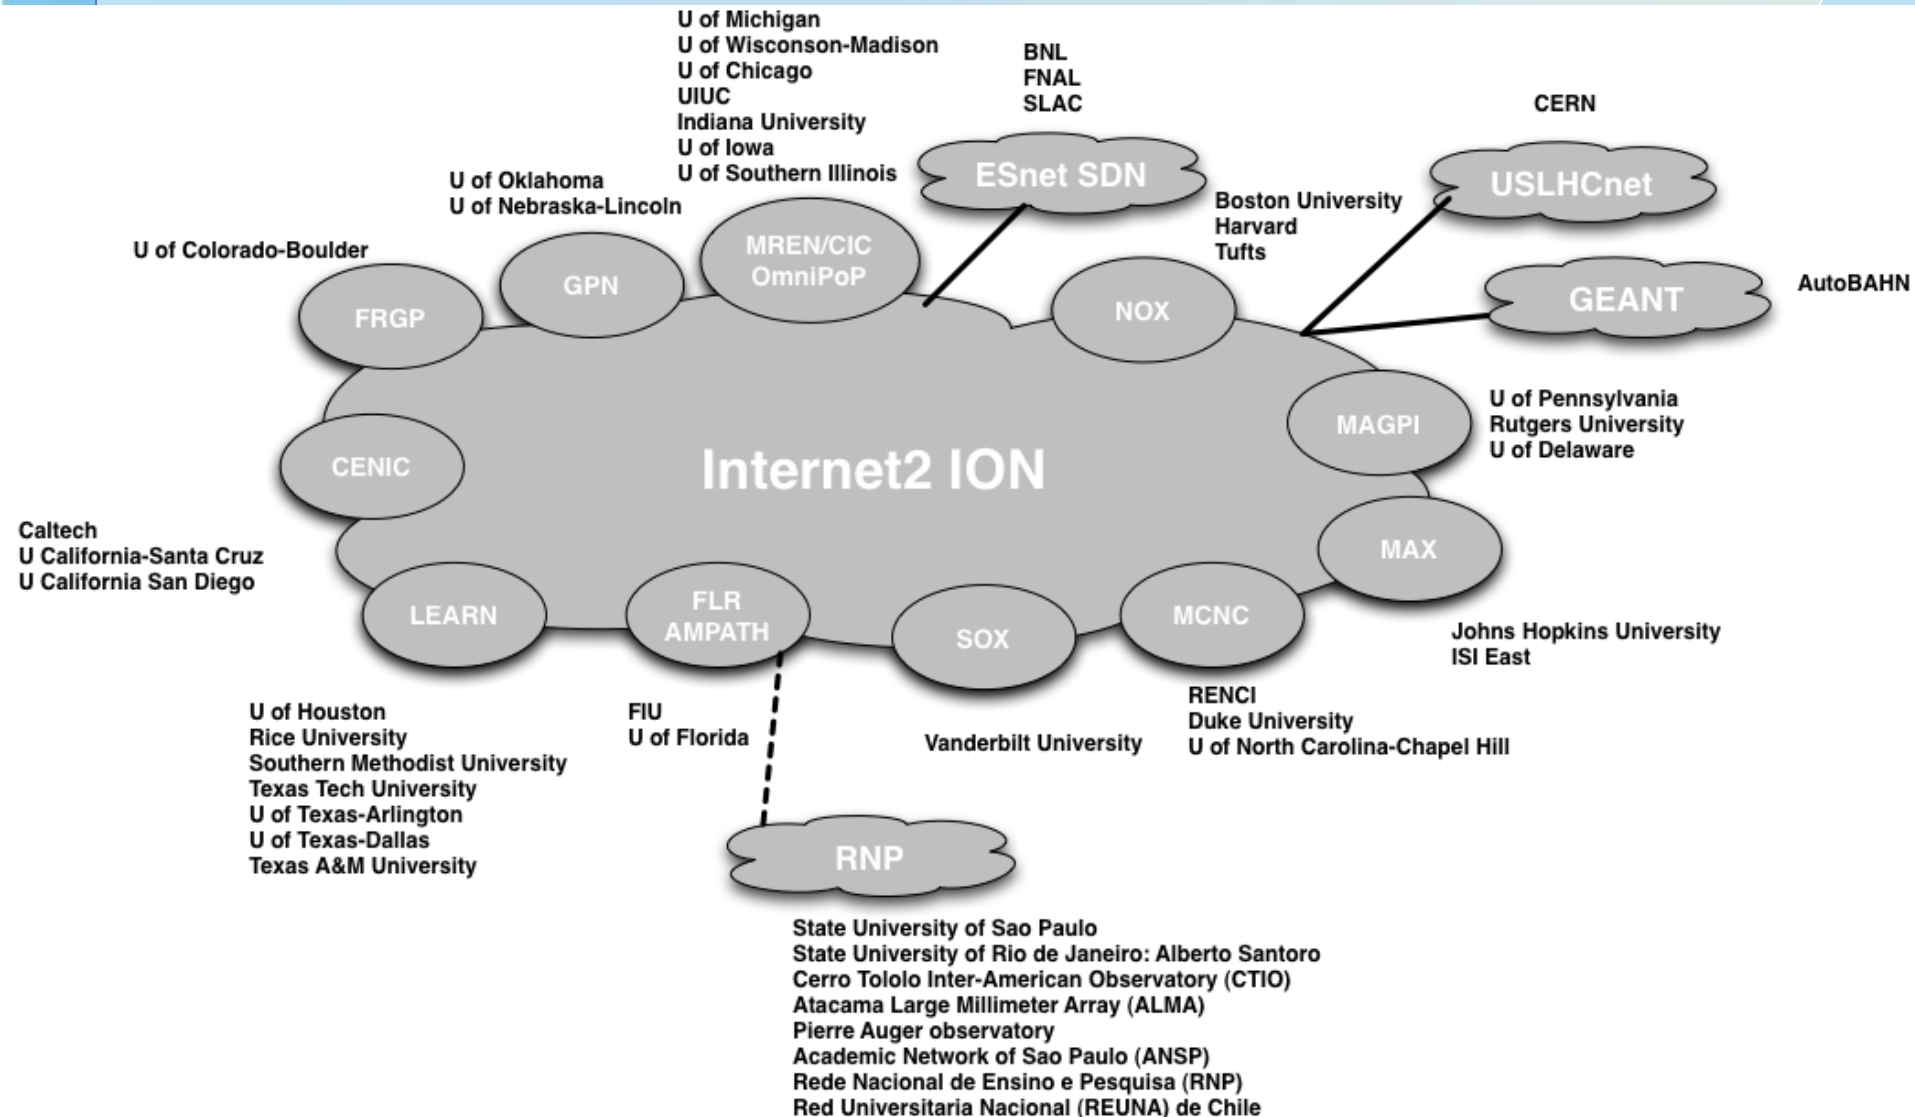 U of Michigan
U of Wisconson-Madison
U of Chicago
UIUC
Indiana University
U of Iowa
U of Southern Illinois
BNL
FNAL
SLAC
CERN
ESnet SDN
USLHCnet
U of Oklahoma
U of Nebraska-Lincoln
Boston University
Harvard
Tufts
U of Colorado-Boulder
MREN/CIC
OmniPoP
GPN
FRGP
NOX
GEANT
AutoBAHN
U of Pennsylvania
Rutgers University
U of Delaware
MAGPI
CENIC
Internet2 ION
Caltech
U California-Santa Cruz
U California San Diego
MAX
LEARN
FLR
AMPATH
SOX
MCNC
Johns Hopkins University
ISI East
U of Houston
Rice University
Southern Methodist University
Texas Tech University
U of Texas-Arlington
U of Texas-Dallas
Texas A&M University
FIU
U of Florida
Vanderbilt University
RENCI
Duke University
U of North Carolina-Chapel Hill
RNP
State University of Sao Paulo
State University of Rio de Janeiro: Alberto Santoro
Cerro Tololo Inter-American Observatory (CTIO)
Atacama Large Millimeter Array (ALMA)
Pierre Auger observatory
Academic Network of Sao Paulo (ANSP)
Rede Nacional de Ensino e Pesquisa (RNP)
Red Universitaria Nacional (REUNA) de Chile